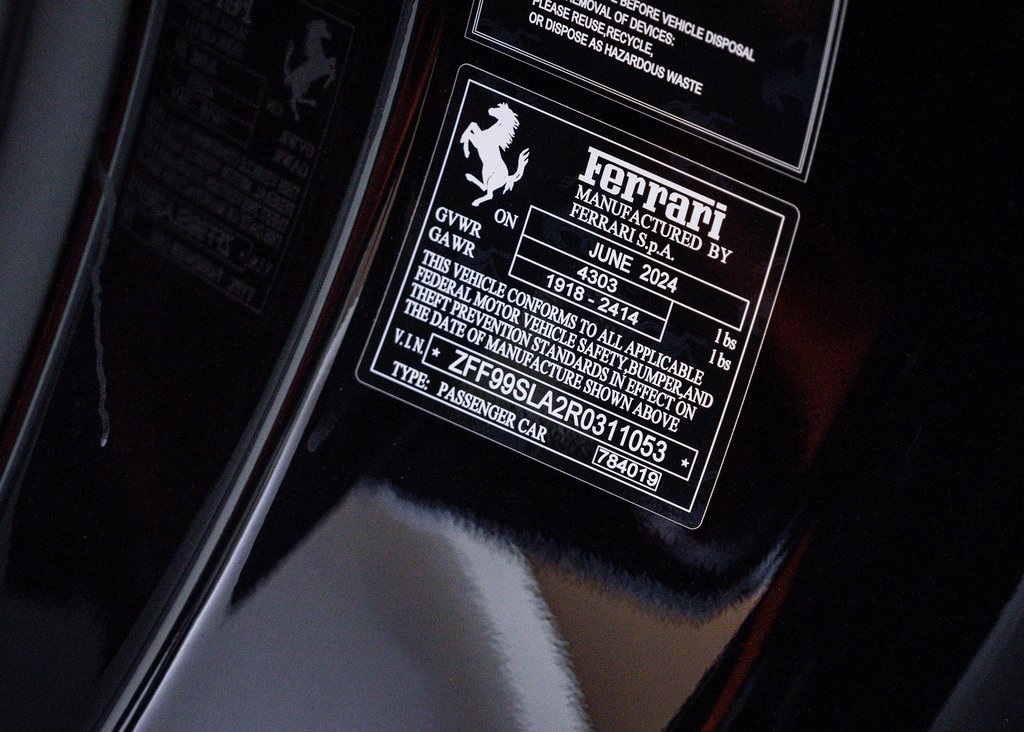 BEFORE VEHICLE DISPOSAL
REMOVAL OF DEVICES:
PLEASE REUSE,RECYCLE,
OR DISPOSE AS HAZARDOUS WASTE
Ferrari
MANUFACTURED BY
FERRARI S.p.A.
ON JUNE 2024
GVWR 4303 lbs
GAWR 1918 - 2414 lbs
THIS VEHICLE CONFORMS TO ALL APPLICABLE
FEDERAL MOTOR VEHICLE SAFETY,BUMPER,AND
THEFT PREVENTION STANDARDS IN EFFECT ON
THE DATE OF MANUFACTURE SHOWN ABOVE
V.I.N. * ZFF99SLA2R0311053 *
TYPE: PASSENGER CAR 784019